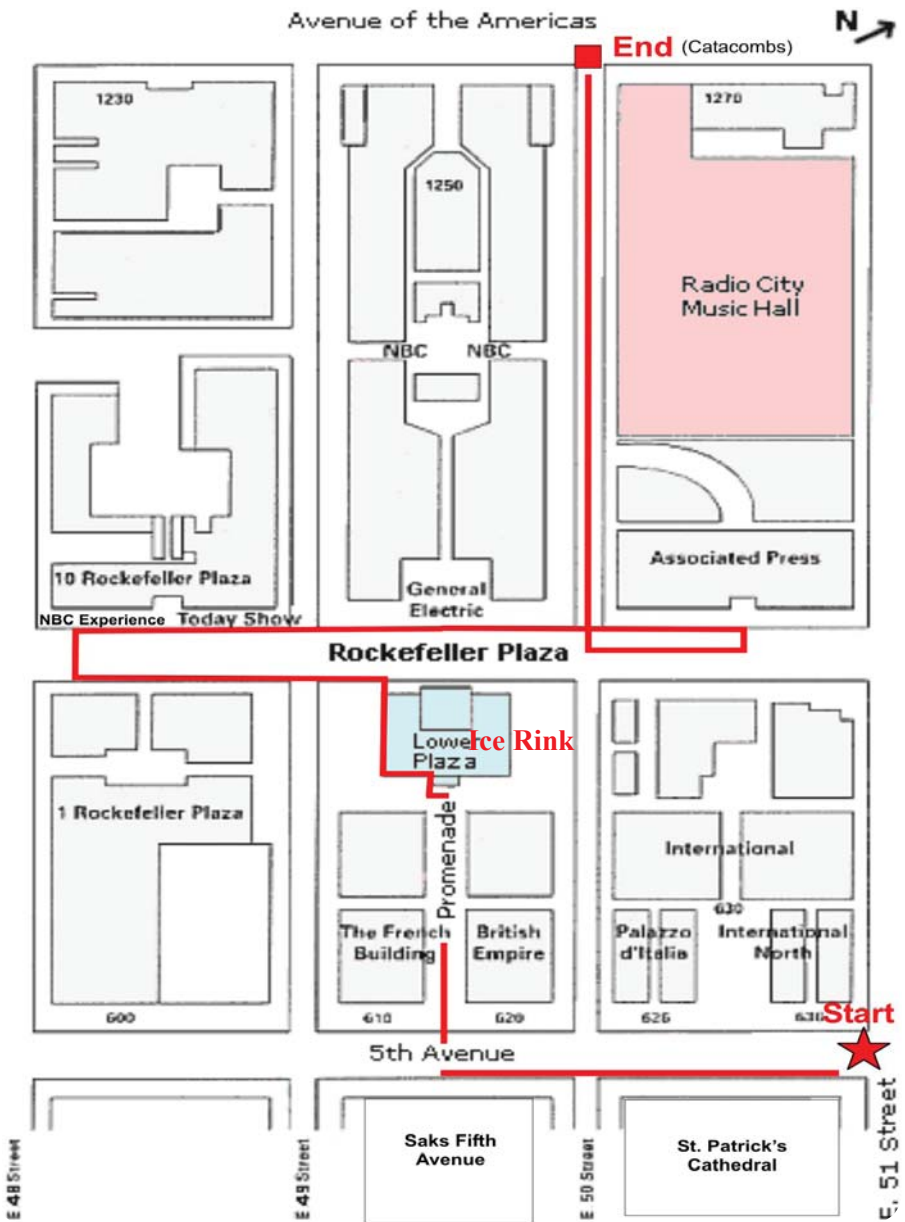 Avenue of the Americas
N
End (Catacombs)
1230
1270
1250
Radio City
Music Hall
NBC NBC
Associated Press
10 Rockefeller Plaza
General
Electric
NBC Experience Today Show
Rockefeller Plaza
Lower
Plaza
Ice Rink
1 Rockefeller Plaza
Promenade
International
630
The French
Building
British
Empire
Palazzo
d'Italia
International
North
600
610
620
626
636
Start
5th Avenue
Saks Fifth
Avenue
St. Patrick's
Cathedral
E 48 Street
E 49 Street
E 50 Street
E. 51 Street